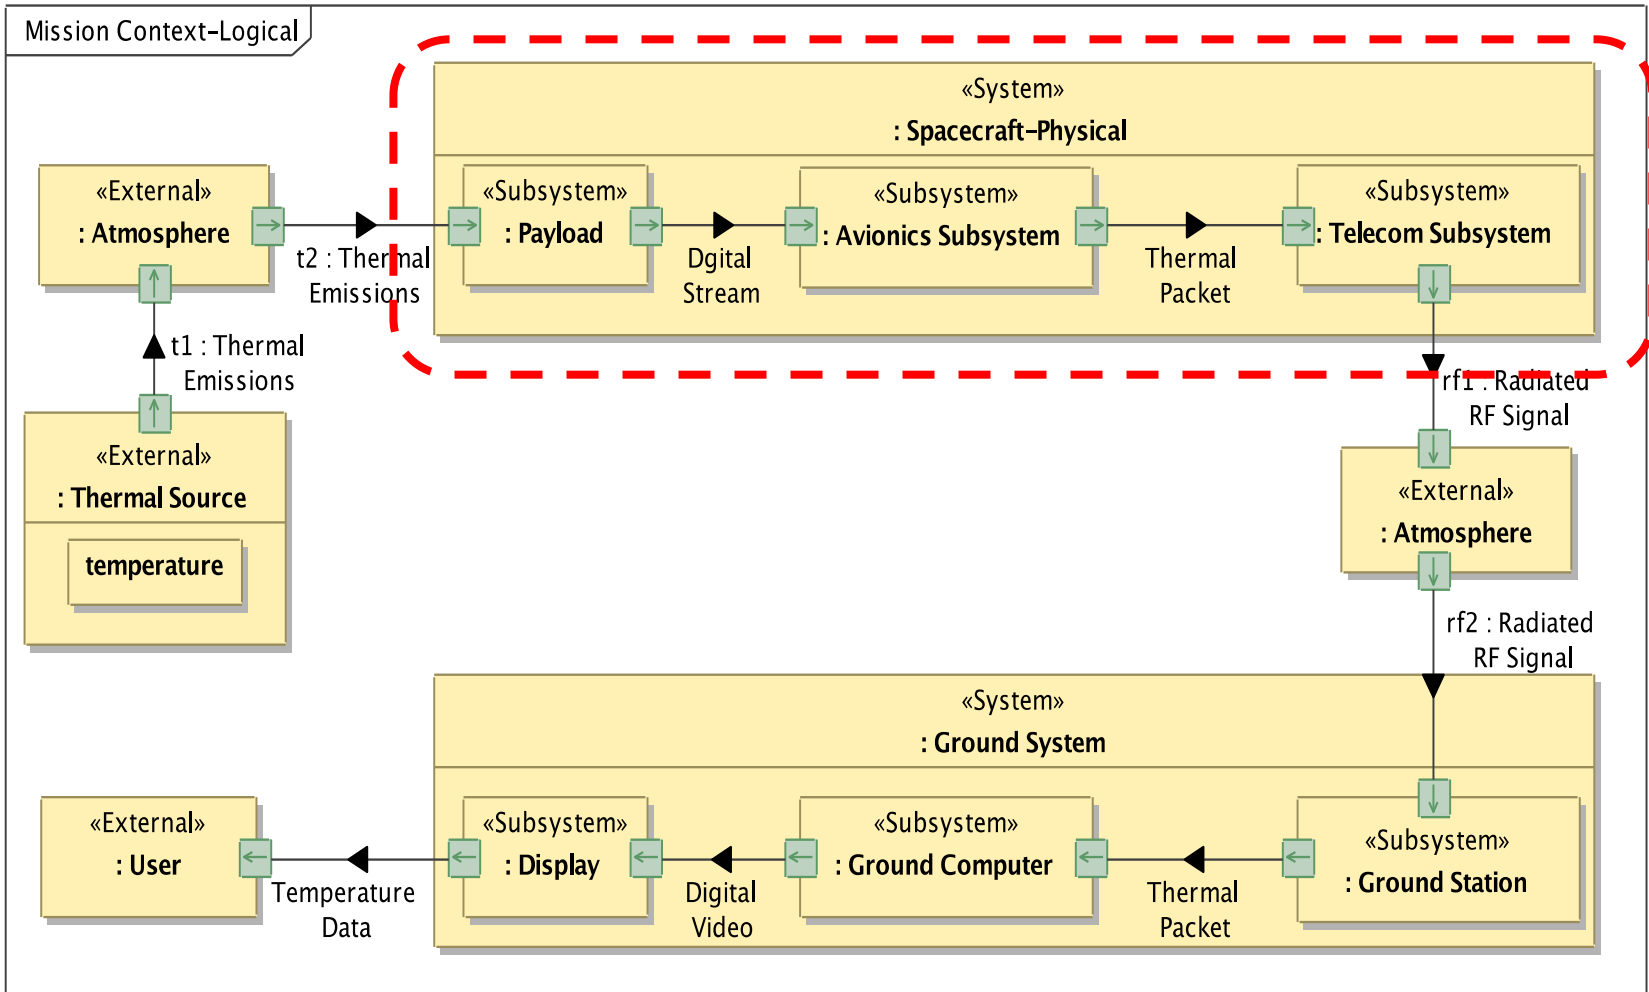 Mission Context-Logical
«System»
: Spacecraft-Physical
«External»
: Atmosphere
t2 : Thermal
Emissions
«Subsystem»
: Payload
Dgital
Stream
«Subsystem»
: Avionics Subsystem
Thermal
Packet
«Subsystem»
: Telecom Subsystem
t1 : Thermal
Emissions
rf1 : Radiated
RF Signal
«External»
: Thermal Source
temperature
«External»
: Atmosphere
rf2 : Radiated
RF Signal
«System»
: Ground System
«External»
: User
Temperature
Data
«Subsystem»
: Display
Digital
Video
«Subsystem»
: Ground Computer
Thermal
Packet
«Subsystem»
: Ground Station